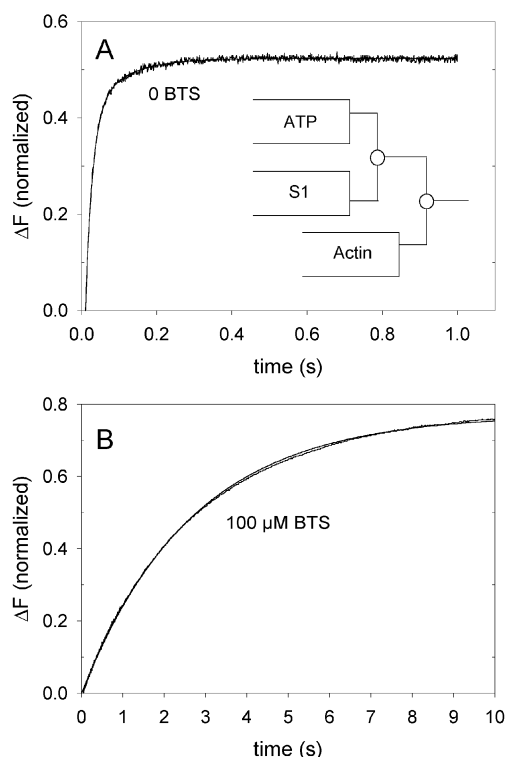 A
0 BTS
ATP
S1
Actin
ΔF (normalized)
0.6
0.4
0.2
0.0
0.0 0.2 0.4 0.6 0.8 1.0
time (s)
B
100 µM BTS
ΔF (normalized)
0.8
0.6
0.4
0.2
0.0
0 1 2 3 4 5 6 7 8 9 10
time (s)